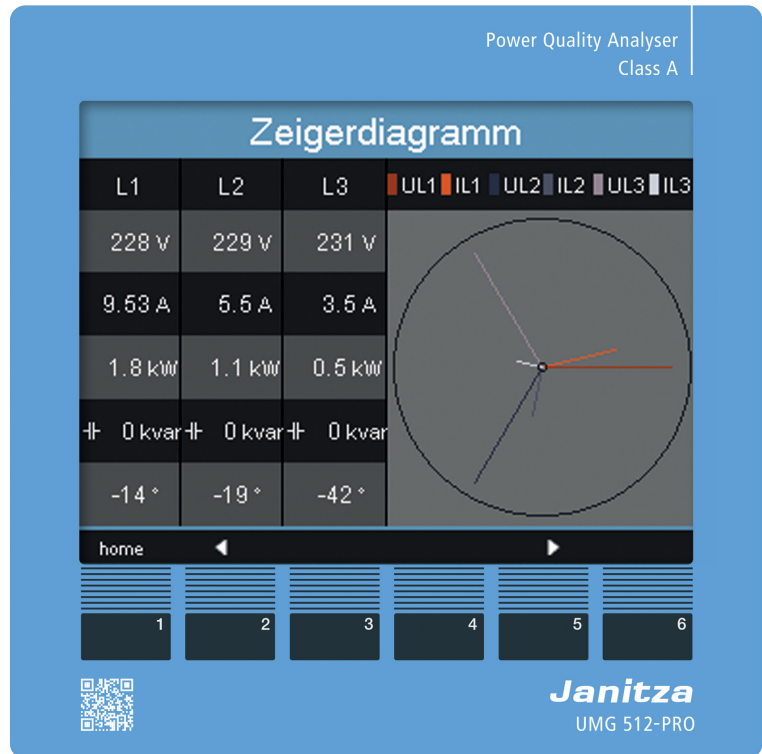 Power Quality Analyser
Class A
Zeigerdiagramm
L1 L2 L3 UL1 IL1 UL2 IL2 UL3 IL3
228 V 229 V 231 V
9.53 A 5.5 A 3.5 A
1.8 kW 1.1 kW 0.5 kW
0 kvar 0 kvar 0 kvar
-14 ° -19 ° -42 °
home
1 2 3 4 5 6
Janitza
UMG 512-PRO